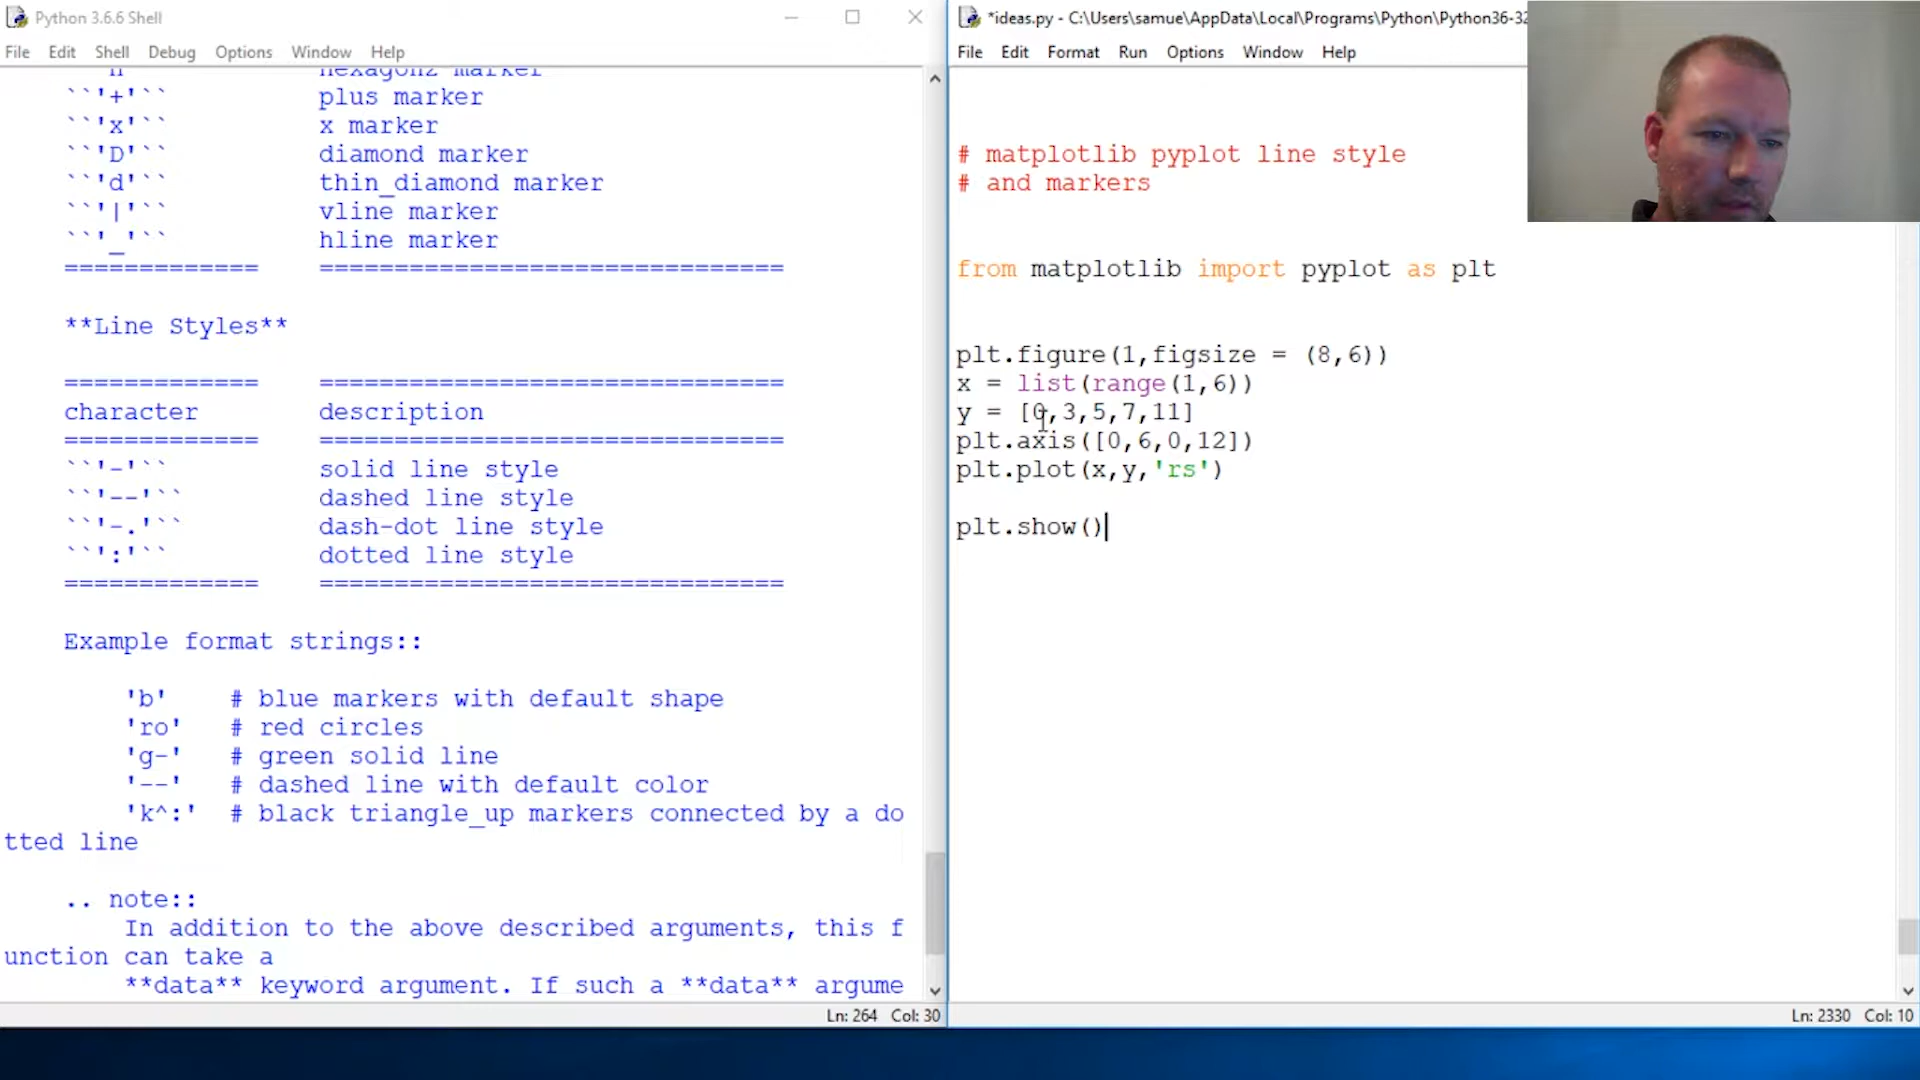 Python 3.6.6 Shell
File Edit Shell Debug Options Window Help
``'+'`` plus marker
``'x'`` x marker
``'D'`` diamond marker
``'d'`` thin_diamond marker
``'|'`` vline marker
``'_'`` hline marker
============= ===============================
**Line Styles**
============= ===============================
character description
============= ===============================
``'-'`` solid line style
``'--'`` dashed line style
``'-.'`` dash-dot line style
``':'`` dotted line style
============= ===============================
Example format strings::
'b' # blue markers with default shape
'ro' # red circles
'g-' # green solid line
'--' # dashed line with default color
'k^:' # black triangle_up markers connected by a do
tted line
.. note::
In addition to the above described arguments, this f
unction can take a
**data** keyword argument. If such a **data** argume
Ln: 264 Col: 30
*ideas.py - C:\Users\samue\AppData\Local\Programs\Python\Python36-32
File Edit Format Run Options Window Help
# matplotlib pyplot line style
# and markers
from matplotlib import pyplot as plt
plt.figure(1,figsize = (8,6))
x = list(range(1,6))
y = [0,3,5,7,11]
plt.axis([0,6,0,12])
plt.plot(x,y,'rs')
plt.show()
Ln: 2330 Col: 10